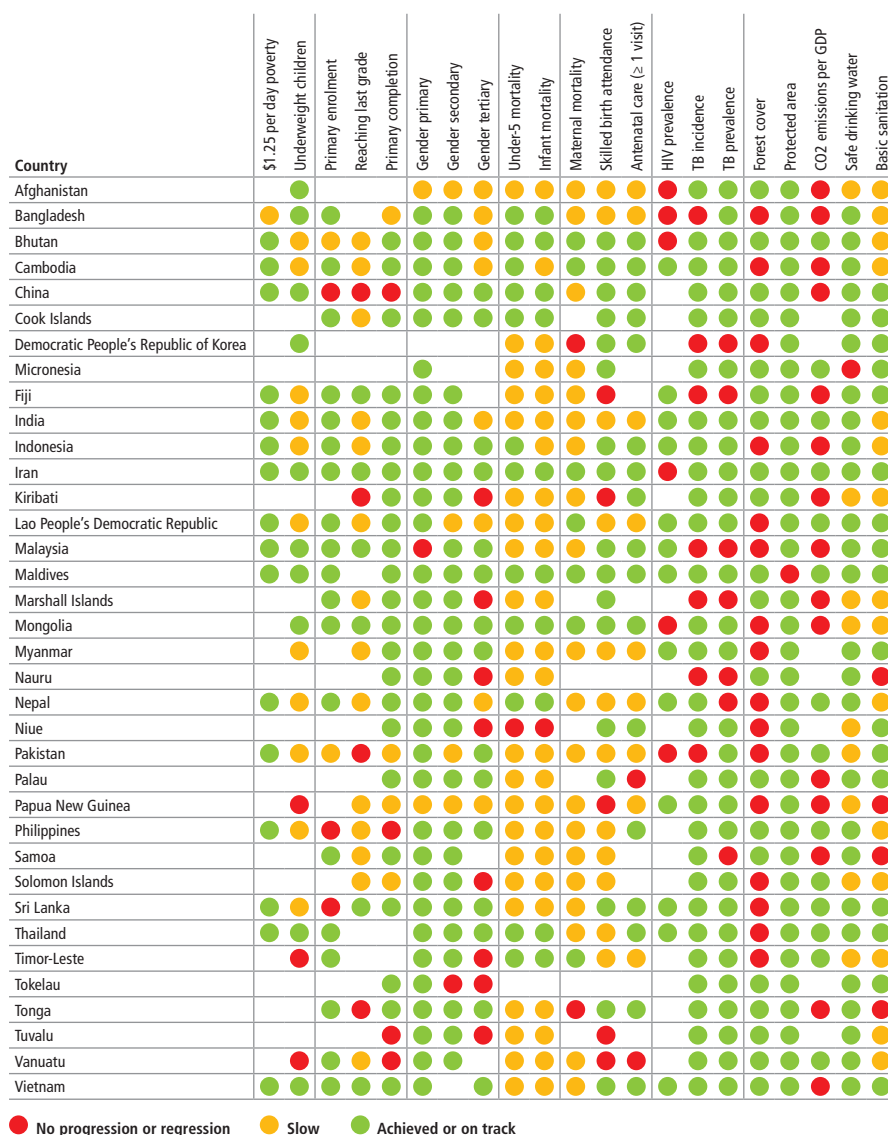 $1.25 per day poverty
Underweight children
Primary enrolment
Reaching last grade
Primary completion
Gender primary
Gender secondary
Gender tertiary
Under-5 mortality
Infant mortality
Maternal mortality
Skilled birth attendance
Antenatal care (≥ 1 visit)
HIV prevalence
TB incidence
TB prevalence
Forest cover
Protected area
CO2 emissions per GDP
Safe drinking water
Basic sanitation
Country
Afghanistan
Bangladesh
Bhutan
Cambodia
China
Cook Islands
Democratic People's Republic of Korea
Micronesia
Fiji
India
Indonesia
Iran
Kiribati
Lao People's Democratic Republic
Malaysia
Maldives
Marshall Islands
Mongolia
Myanmar
Nauru
Nepal
Niue
Pakistan
Palau
Papua New Guinea
Philippines
Samoa
Solomon Islands
Sri Lanka
Thailand
Timor-Leste
Tokelau
Tonga
Tuvalu
Vanuatu
Vietnam
No progression or regression Slow Achieved or on track